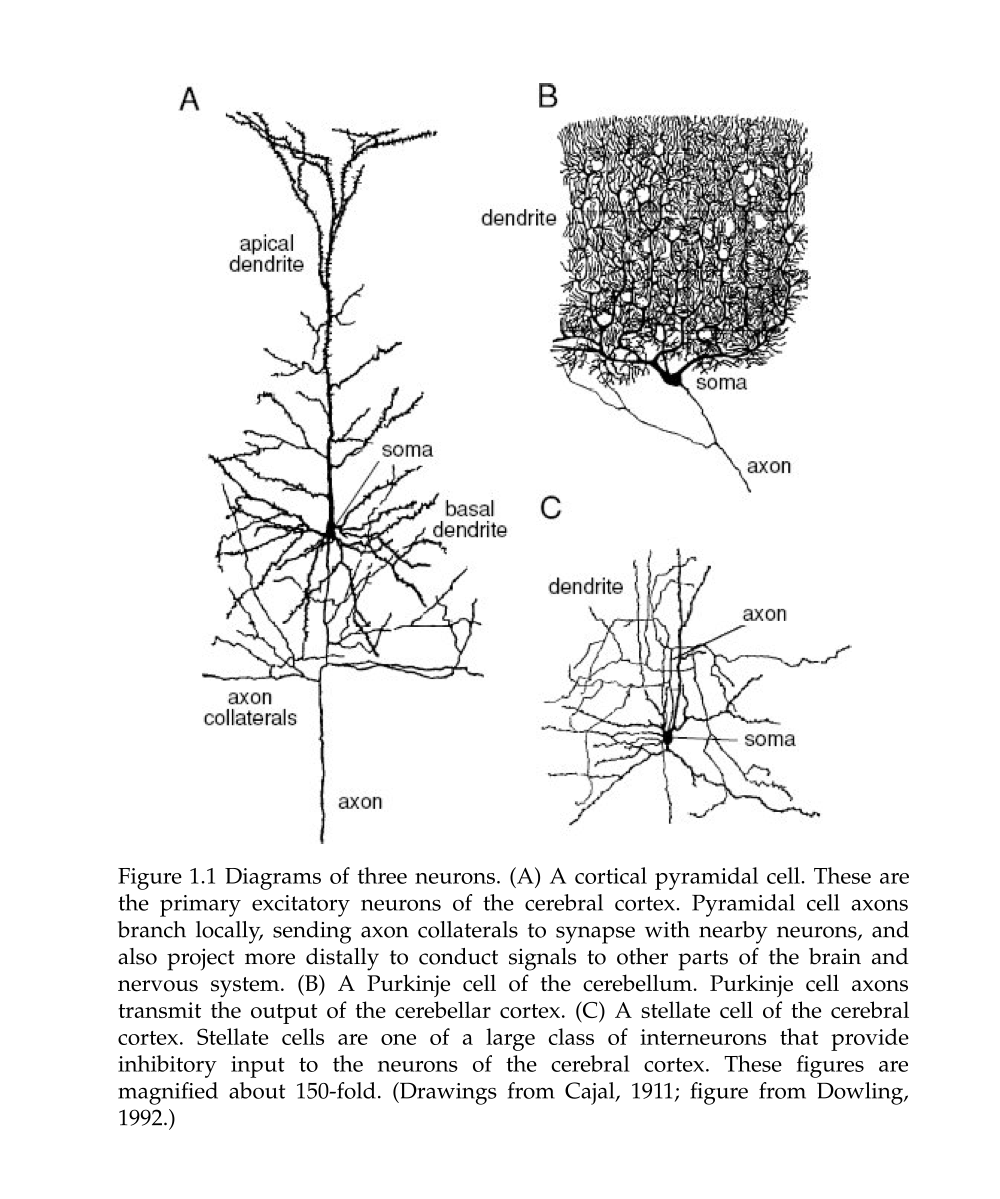 A
B
dendrite
apical
dendrite
soma
soma
axon
basal
dendrite
C
dendrite
axon
soma
axon
collaterals
axon
Figure 1.1 Diagrams of three neurons. (A) A cortical pyramidal cell. These are
the primary excitatory neurons of the cerebral cortex. Pyramidal cell axons
branch locally, sending axon collaterals to synapse with nearby neurons, and
also project more distally to conduct signals to other parts of the brain and
nervous system. (B) A Purkinje cell of the cerebellum. Purkinje cell axons
transmit the output of the cerebellar cortex. (C) A stellate cell of the cerebral
cortex. Stellate cells are one of a large class of interneurons that provide
inhibitory input to the neurons of the cerebral cortex. These figures are
magnified about 150-fold. (Drawings from Cajal, 1911; figure from Dowling,
1992.)